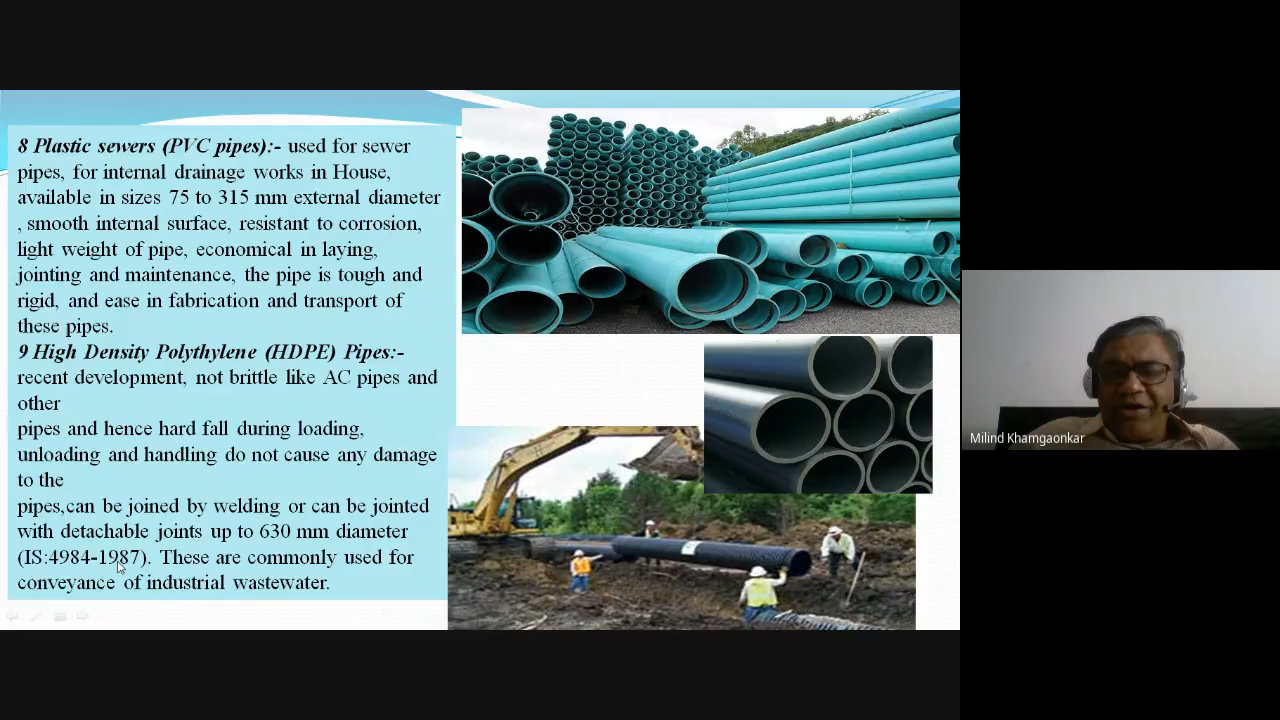 8 Plastic sewers (PVC pipes):- used for sewer
pipes, for internal drainage works in House,
available in sizes 75 to 315 mm external diameter
, smooth internal surface, resistant to corrosion,
light weight of pipe, economical in laying,
jointing and maintenance, the pipe is tough and
rigid, and ease in fabrication and transport of
these pipes.
9 High Density Polythylene (HDPE) Pipes:-
recent development, not brittle like AC pipes and
other
pipes and hence hard fall during loading,
unloading and handling do not cause any damage
to the
pipes,can be joined by welding or can be jointed
with detachable joints up to 630 mm diameter
(IS:4984-1987). These are commonly used for
conveyance of industrial wastewater.
Milind Khamgaonkar